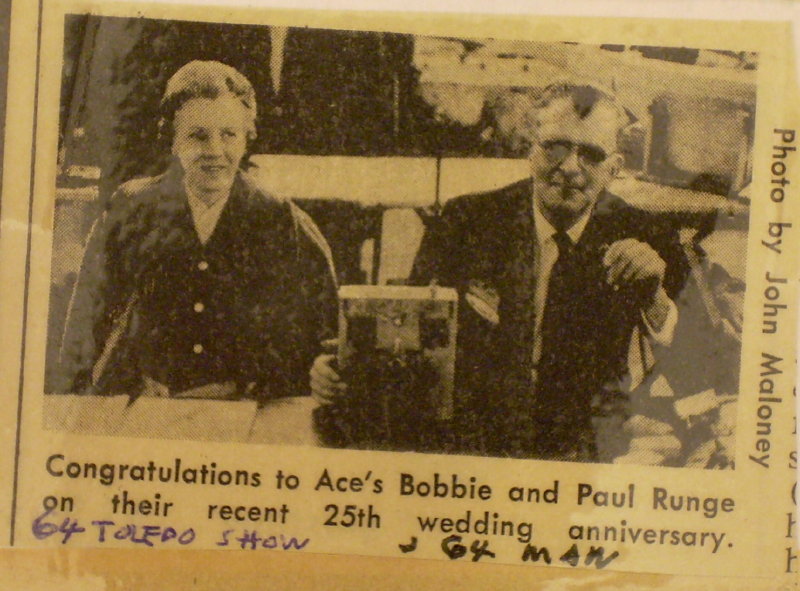 Photo by John Maloney
Congratulations to Ace's Bobbie and Paul Runge
on their recent 25th wedding anniversary.
64 TOLEDO SHOW
64 MAN